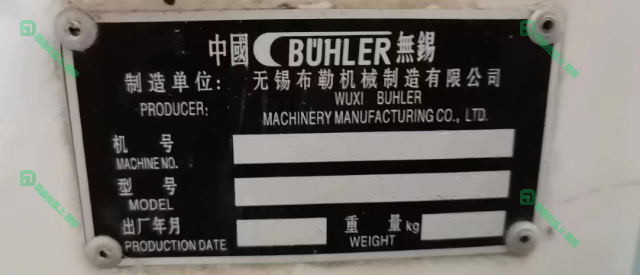 中國 BÜHLER 無錫
制造单位: 无锡布勒机械制造有限公司
PRODUCER: WUXI BUHLER
MACHINERY MANUFACTURING CO., LTD.
机 号
MACHINE NO.
型 号
MODEL
出厂年月 重 量 kg
PRODUCTION DATE WEIGHT